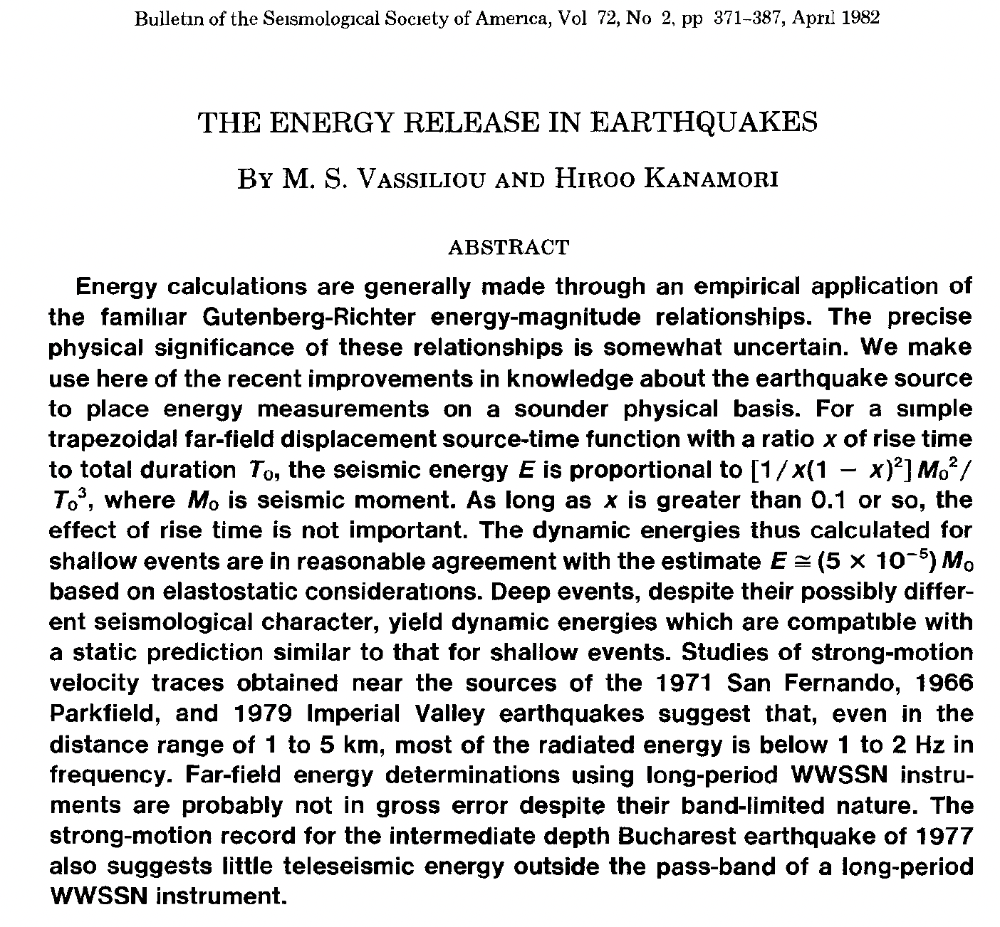 Bulletin of the Seismological Society of America, Vol 72, No 2, pp 371-387, April 1982
THE ENERGY RELEASE IN EARTHQUAKES
BY M. S. VASSILIOU AND HIROO KANAMORI
ABSTRACT
Energy calculations are generally made through an empirical application of
the familiar Gutenberg-Richter energy-magnitude relationships. The precise
physical significance of these relationships is somewhat uncertain. We make
use here of the recent improvements in knowledge about the earthquake source
to place energy measurements on a sounder physical basis. For a simple
trapezoidal far-field displacement source-time function with a ratio x of rise time
to total duration T₀, the seismic energy E is proportional to [1/x(1 − x)²]M₀²/
T₀³, where M₀ is seismic moment. As long as x is greater than 0.1 or so, the
effect of rise time is not important. The dynamic energies thus calculated for
shallow events are in reasonable agreement with the estimate E ≅ (5 × 10⁻⁵)M₀
based on elastostatic considerations. Deep events, despite their possibly differ-
ent seismological character, yield dynamic energies which are compatible with
a static prediction similar to that for shallow events. Studies of strong-motion
velocity traces obtained near the sources of the 1971 San Fernando, 1966
Parkfield, and 1979 Imperial Valley earthquakes suggest that, even in the
distance range of 1 to 5 km, most of the radiated energy is below 1 to 2 Hz in
frequency. Far-field energy determinations using long-period WWSSN instru-
ments are probably not in gross error despite their band-limited nature. The
strong-motion record for the intermediate depth Bucharest earthquake of 1977
also suggests little teleseismic energy outside the pass-band of a long-period
WWSSN instrument.